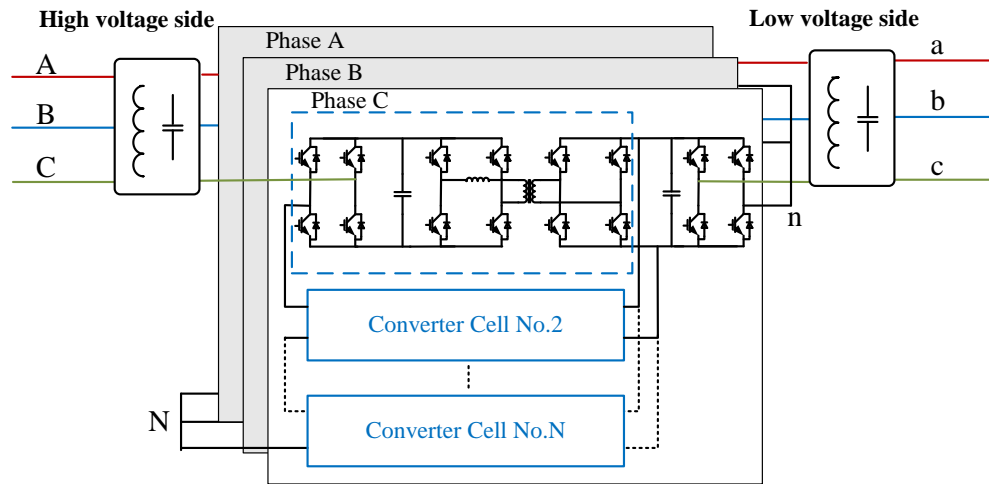 High voltage side
Low voltage side
Phase A
Phase B
Phase C
A
B
C
a
b
c
n
N
Converter Cell No.2
Converter Cell No.N